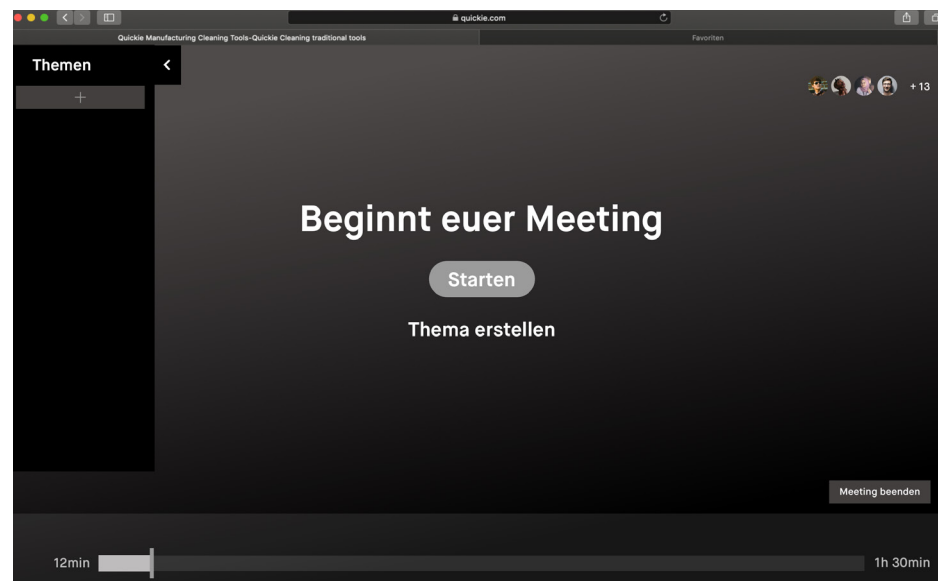 quickie.com
Quickie Manufacturing Cleaning Tools-Quickie Cleaning traditional tools
Favoriten
Themen
+ 13
Beginnt euer Meeting
Starten
Thema erstellen
Meeting beenden
12min
1h 30min